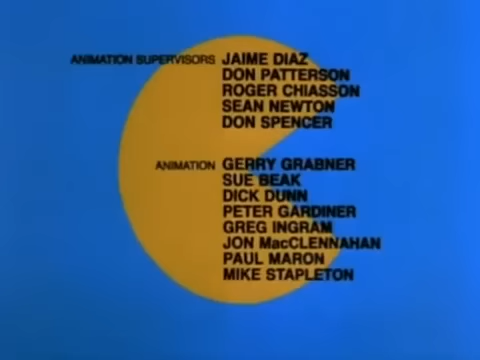 ANIMATION SUPERVISORS JAIME DIAZ
DON PATTERSON
ROGER CHIASSON
SEAN NEWTON
DON SPENCER
ANIMATION GERRY GRABNER
SUE BEAK
DICK DUNN
PETER GARDINER
GREG INGRAM
JON MacCLENNAHAN
PAUL MARON
MIKE STAPLETON